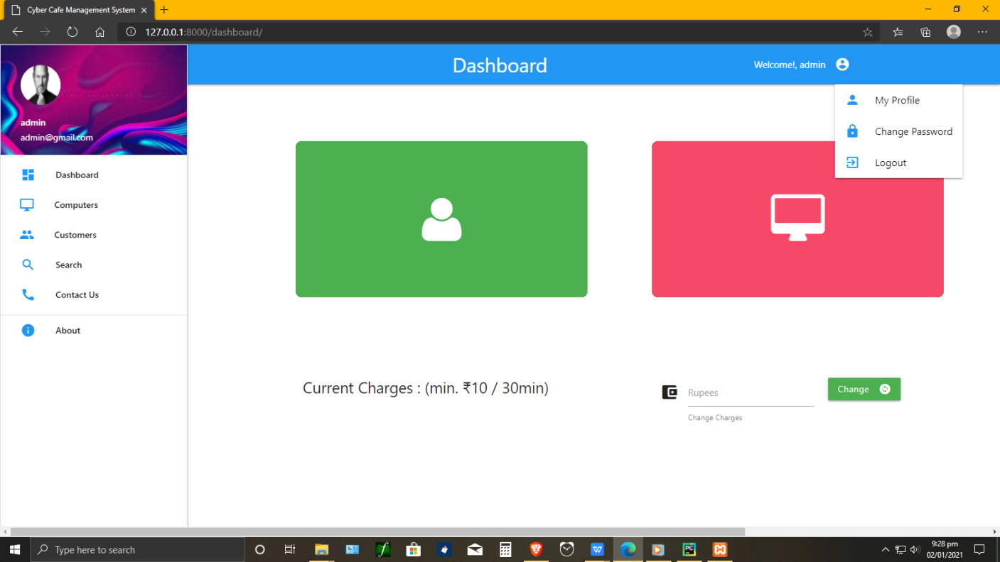 Cyber Cafe Management System
127.0.0.1:8000/dashboard/
Dashboard
Welcome!, admin
My Profile
Change Password
Logout
admin
admin@gmail.com
Dashboard
Computers
Customers
Search
Contact Us
About
Current Charges : (min. ₹10 / 30min)
Rupees
Change
Change Charges
Type here to search
W
PC
9:28 pm
02/01/2021